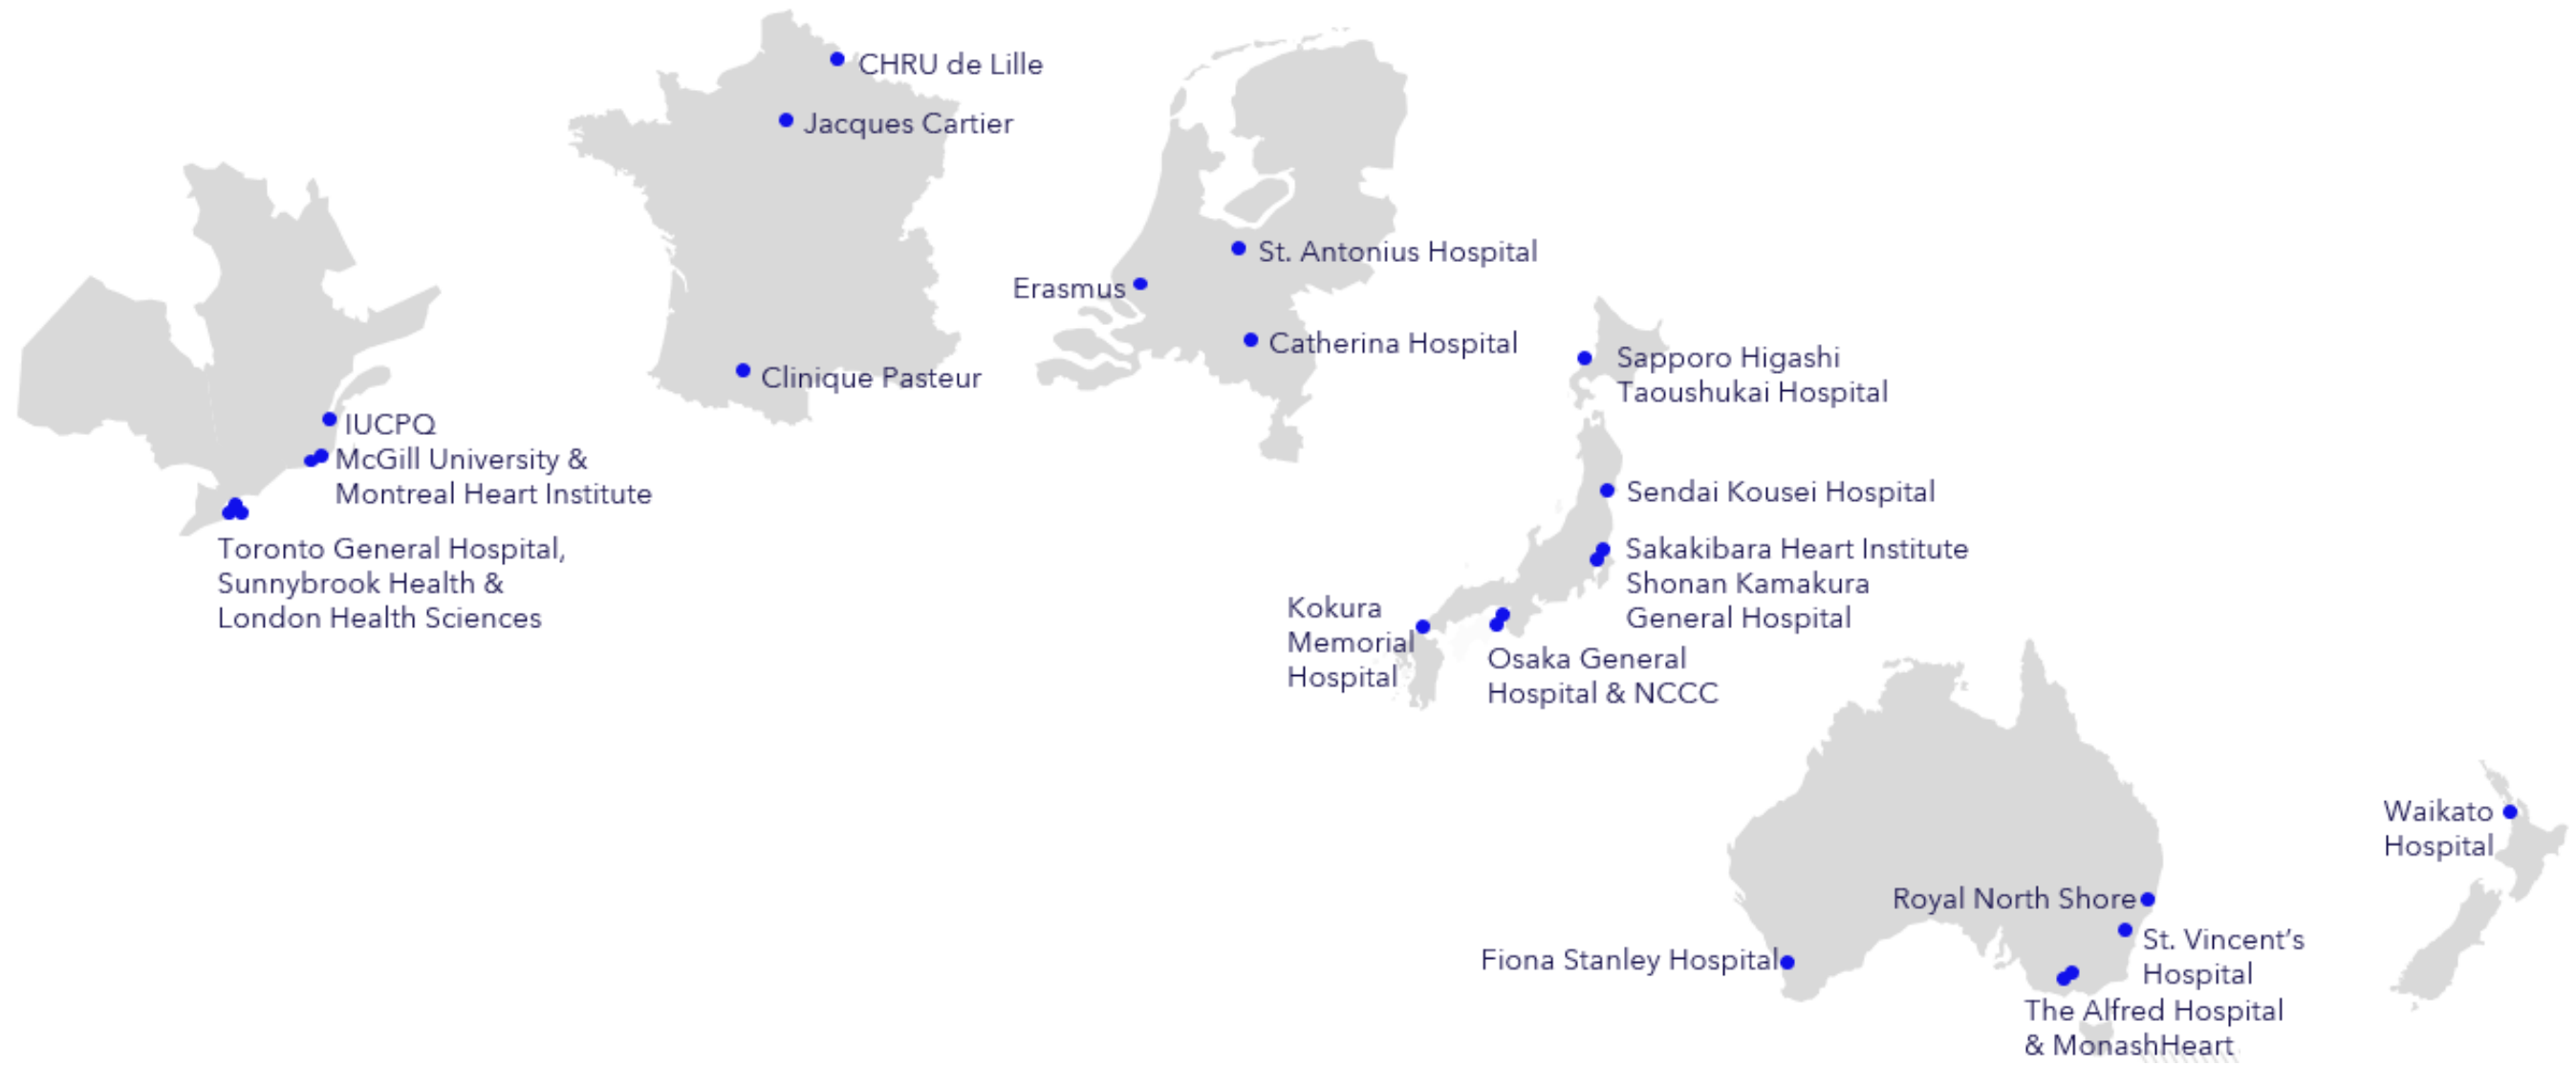 CHRU de Lille
Jacques Cartier
Clinique Pasteur
IUCPQ
McGill University &
Montreal Heart Institute
Toronto General Hospital,
Sunnybrook Health &
London Health Sciences
St. Antonius Hospital
Erasmus
Catherina Hospital
Sapporo Higashi
Taoushukai Hospital
Sendai Kousei Hospital
Sakakibara Heart Institute
Shonan Kamakura
General Hospital
Kokura
Memorial
Hospital
Osaka General
Hospital & NCCC
Waikato
Hospital
Royal North Shore
St. Vincent's
Hospital
Fiona Stanley Hospital
The Alfred Hospital
& MonashHeart